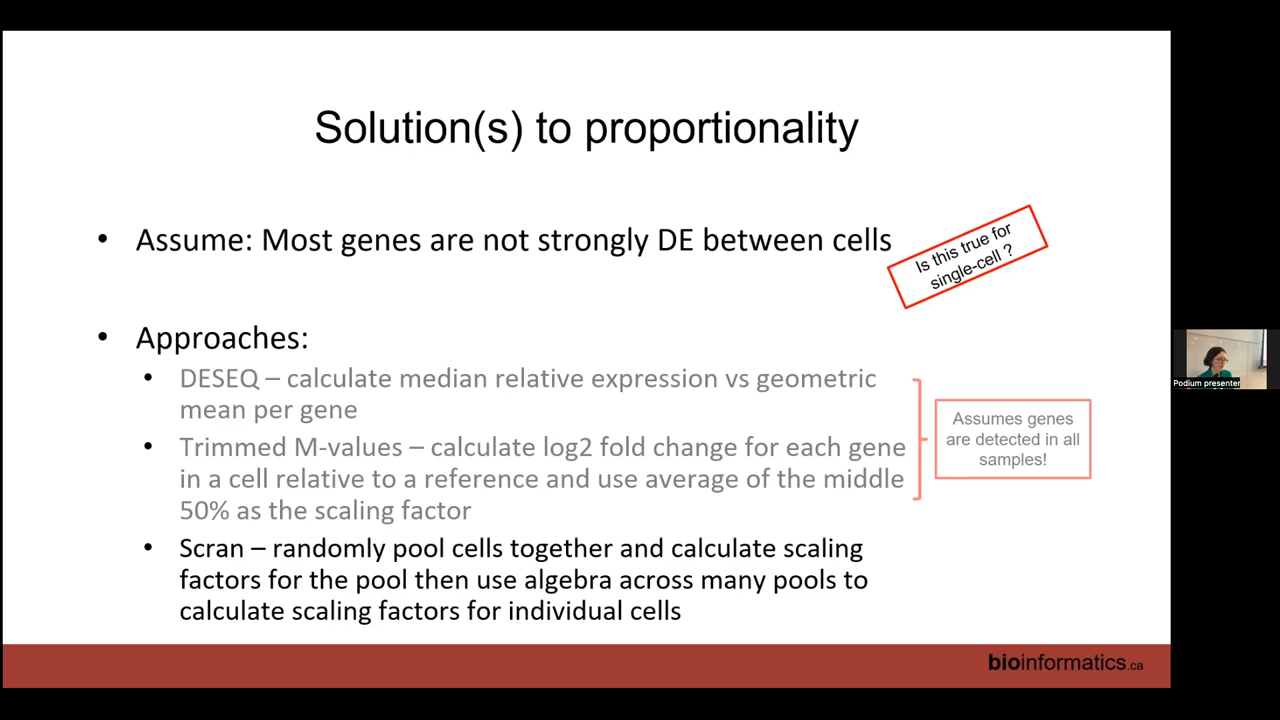 Solution(s) to proportionality
• Assume: Most genes are not strongly DE between cells
Is this true for
single-cell ?
• Approaches:
• DESEQ – calculate median relative expression vs geometric
mean per gene
• Trimmed M-values – calculate log2 fold change for each gene
in a cell relative to a reference and use average of the middle
50% as the scaling factor
Assumes genes
are detected in all
samples!
• Scran – randomly pool cells together and calculate scaling
factors for the pool then use algebra across many pools to
calculate scaling factors for individual cells
bioinformatics.ca
Podium presenter